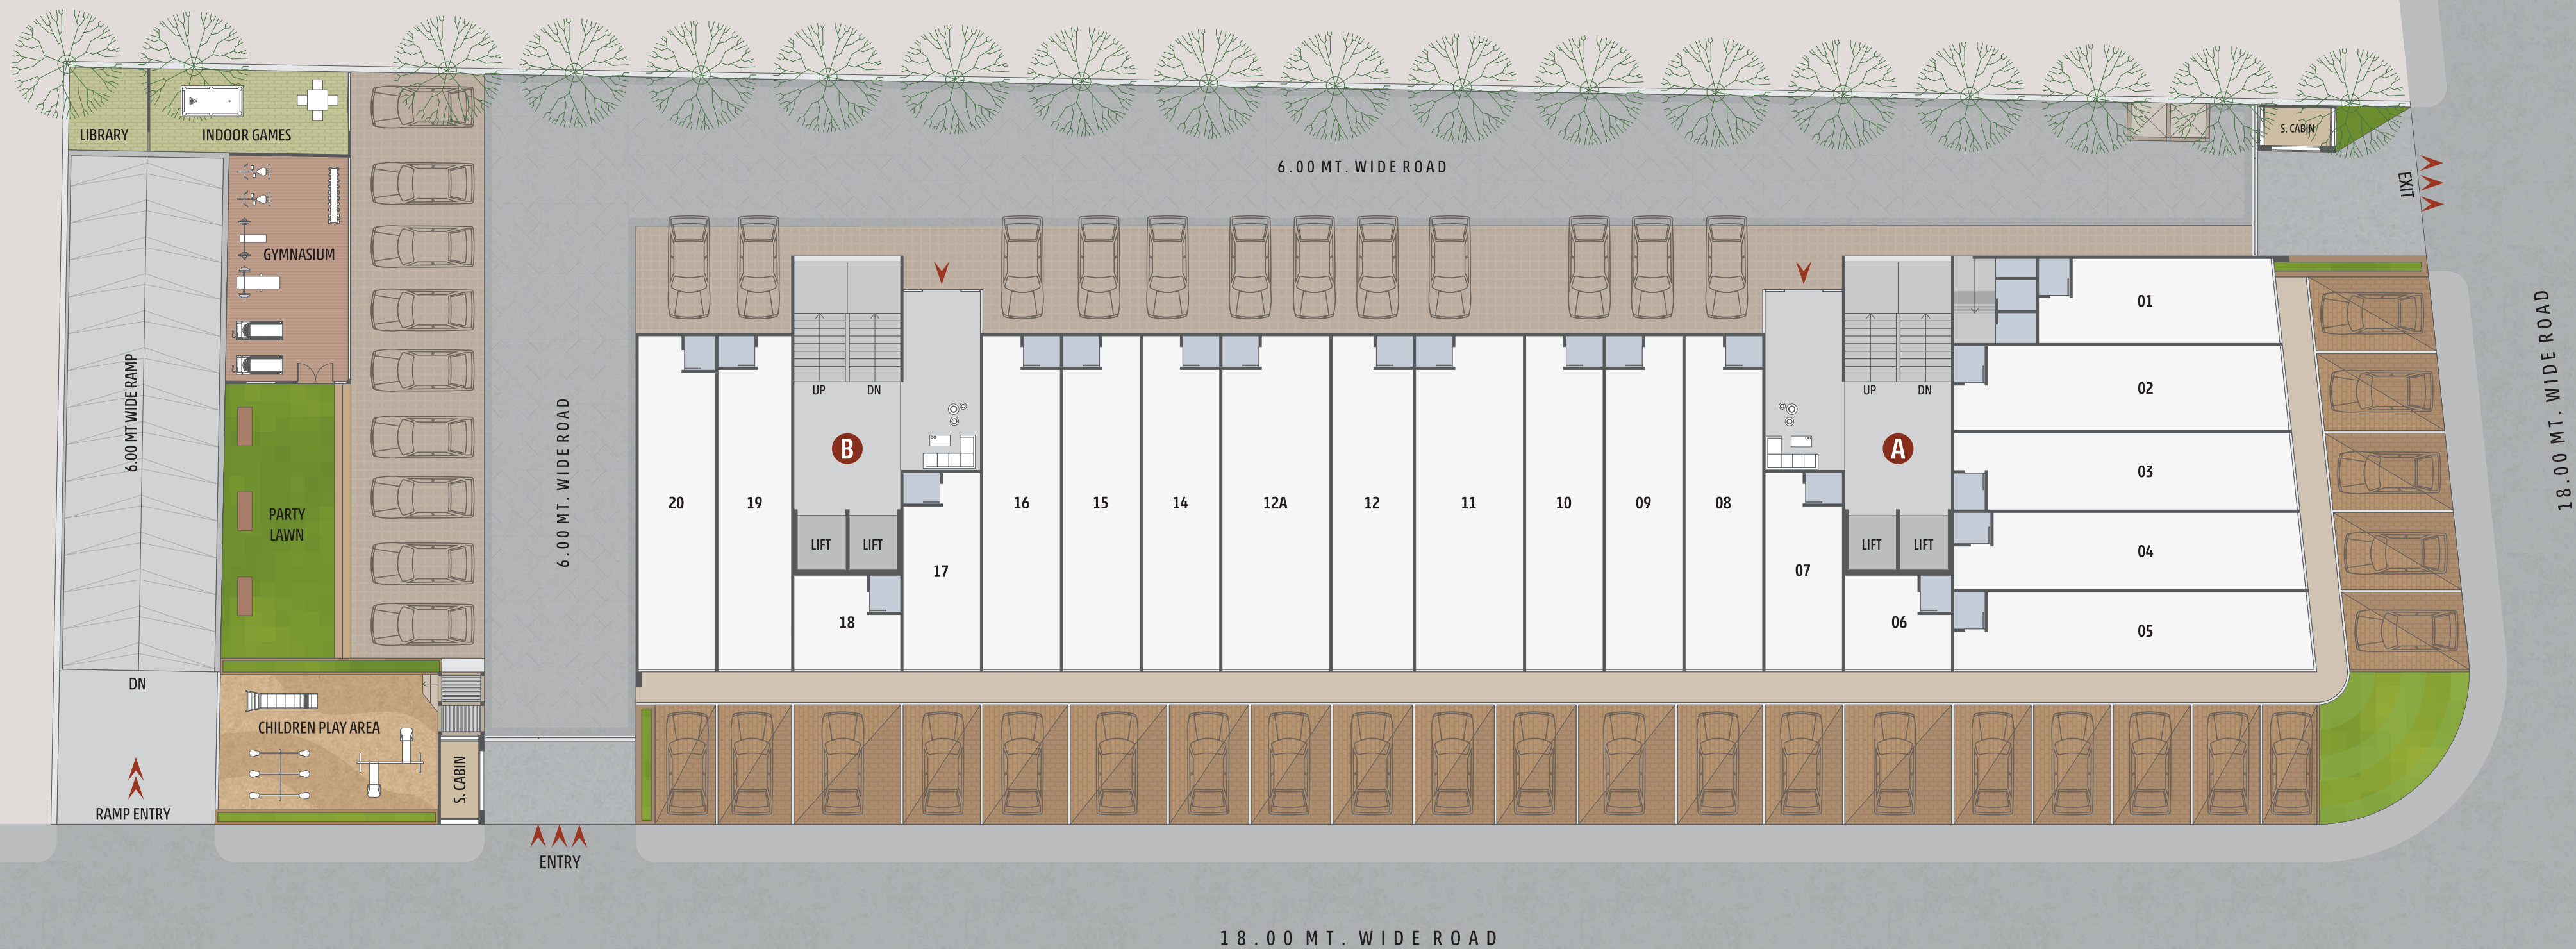 LIBRARY
INDOOR GAMES
S. CABIN
6.00 MT. WIDE ROAD
EXIT
GYMNASIUM
01
18.00 MT. WIDE ROAD
6.00 MT WIDE RAMP
UP
DN
UP
DN
02
6.00 MT. WIDE ROAD
B
A
03
20
19
16
15
14
12A
12
11
10
09
08
PARTY
LAWN
LIFT
LIFT
LIFT
LIFT
04
17
07
18
06
05
DN
CHILDREN PLAY AREA
S. CABIN
RAMP ENTRY
ENTRY
18.00 MT. WIDE ROAD